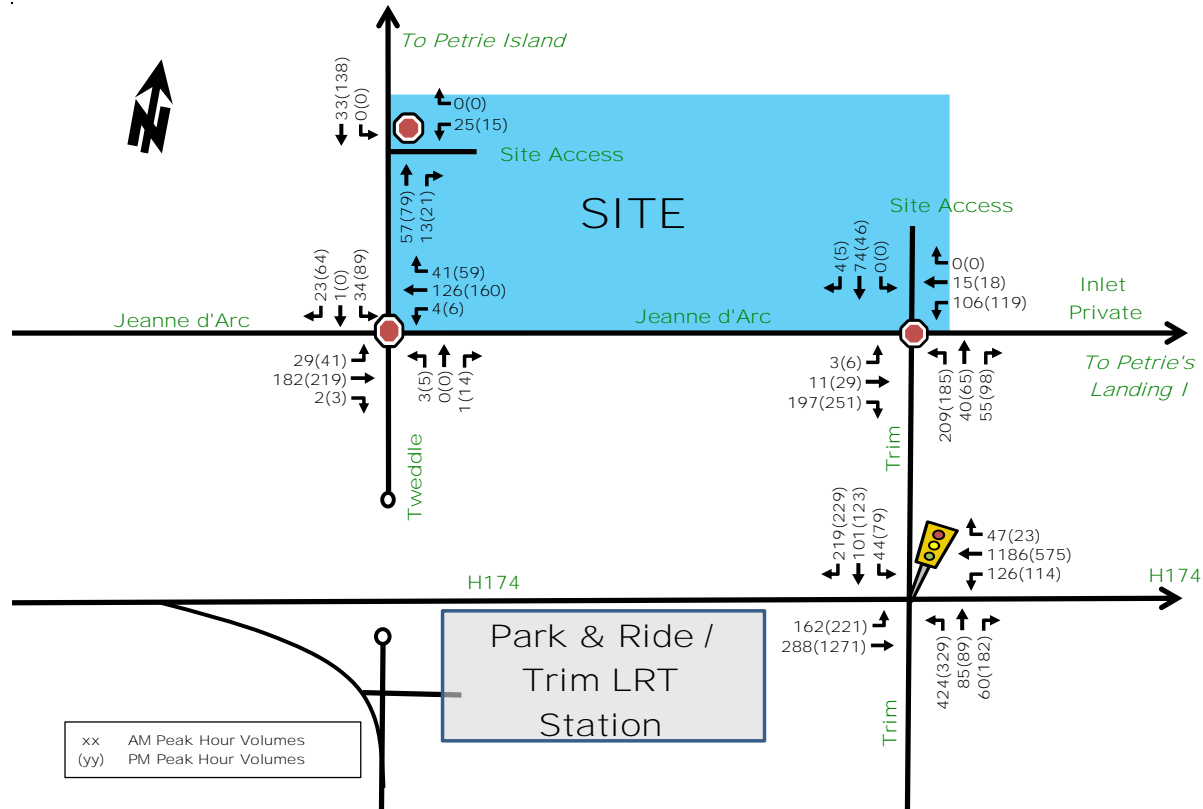 To Petrie Island
33(138)
0(0)
0(0)
25(15)
Site Access
57(79)
13(21)
SITE
Site Access
23(64)
1(0)
34(89)
41(59)
126(160)
4(6)
4(5)
74(46)
0(0)
0(0)
15(18)
106(119)
Inlet
Private
Jeanne d'Arc
Jeanne d'Arc
29(41)
182(219)
2(3)
3(5)
0(0)
1(14)
3(6)
11(29)
197(251)
209(185)
40(65)
55(98)
To Petrie's
Landing I
Tweddle
Trim
219(229)
101(123)
44(79)
47(23)
1186(575)
126(114)
H174
H174
162(221)
288(1271)
424(329)
85(89)
60(182)
Park & Ride /
Trim LRT
Station
Trim
xx AM Peak Hour Volumes
(yy) PM Peak Hour Volumes